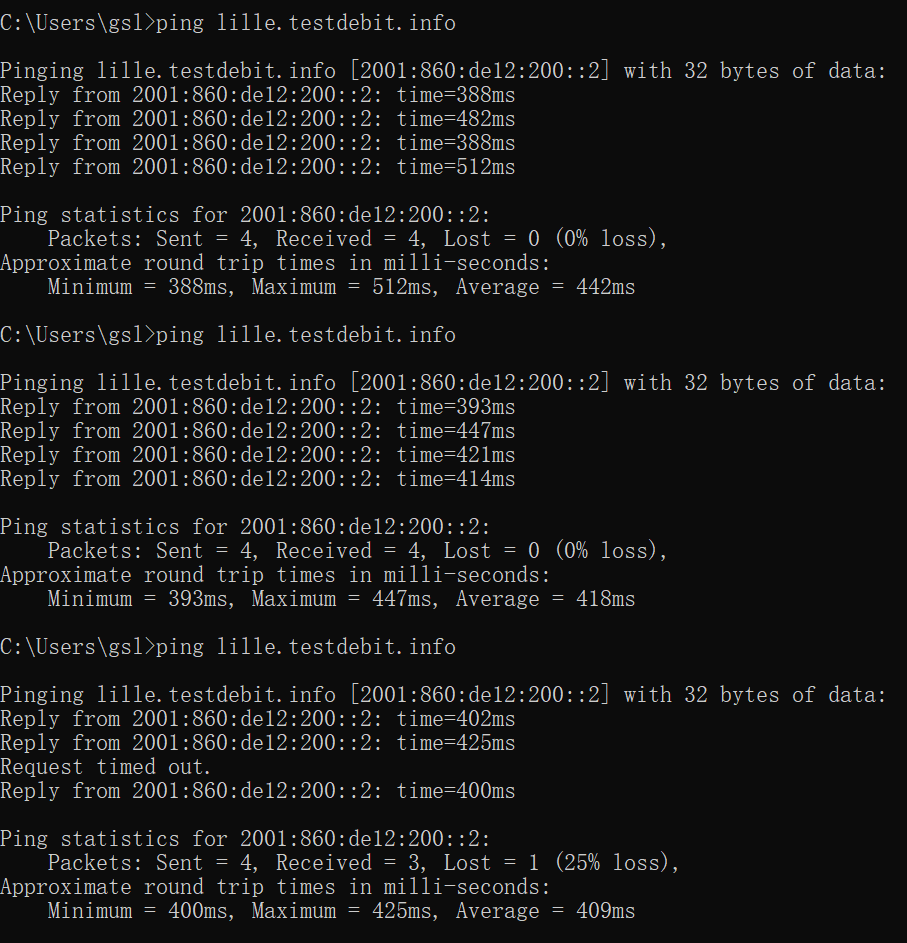 C:\Users\gsl>ping lille.testdebit.info
Pinging lille.testdebit.info [2001:860:de12:200::2] with 32 bytes of data:
Reply from 2001:860:de12:200::2: time=388ms
Reply from 2001:860:de12:200::2: time=482ms
Reply from 2001:860:de12:200::2: time=388ms
Reply from 2001:860:de12:200::2: time=512ms
Ping statistics for 2001:860:de12:200::2:
    Packets: Sent = 4, Received = 4, Lost = 0 (0% loss),
Approximate round trip times in milli-seconds:
    Minimum = 388ms, Maximum = 512ms, Average = 442ms
C:\Users\gsl>ping lille.testdebit.info
Pinging lille.testdebit.info [2001:860:de12:200::2] with 32 bytes of data:
Reply from 2001:860:de12:200::2: time=393ms
Reply from 2001:860:de12:200::2: time=447ms
Reply from 2001:860:de12:200::2: time=421ms
Reply from 2001:860:de12:200::2: time=414ms
Ping statistics for 2001:860:de12:200::2:
    Packets: Sent = 4, Received = 4, Lost = 0 (0% loss),
Approximate round trip times in milli-seconds:
    Minimum = 393ms, Maximum = 447ms, Average = 418ms
C:\Users\gsl>ping lille.testdebit.info
Pinging lille.testdebit.info [2001:860:de12:200::2] with 32 bytes of data:
Reply from 2001:860:de12:200::2: time=402ms
Reply from 2001:860:de12:200::2: time=425ms
Request timed out.
Reply from 2001:860:de12:200::2: time=400ms
Ping statistics for 2001:860:de12:200::2:
    Packets: Sent = 4, Received = 3, Lost = 1 (25% loss),
Approximate round trip times in milli-seconds:
    Minimum = 400ms, Maximum = 425ms, Average = 409ms